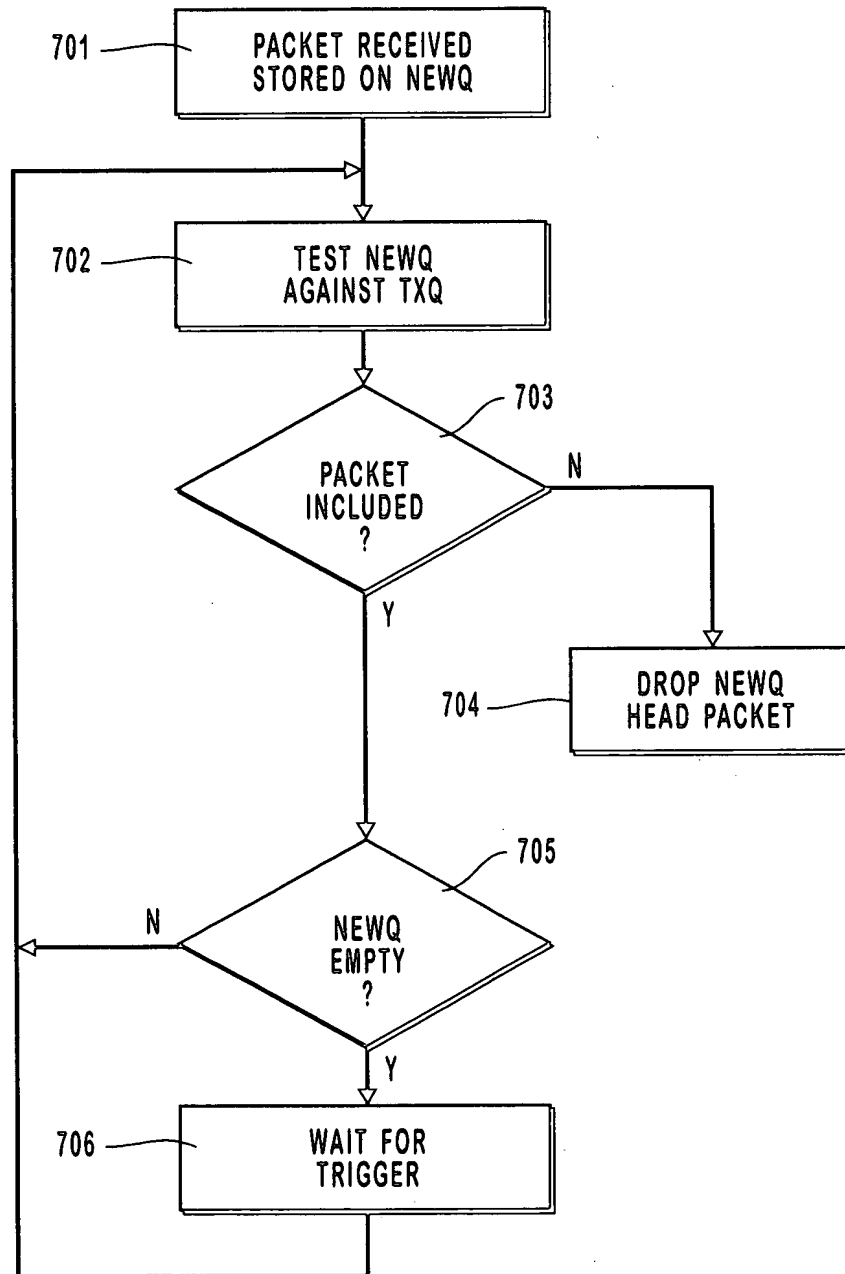 701
PACKET RECEIVED
STORED ON NEWQ
702
TEST NEWQ
AGAINST TXQ
703
PACKET
INCLUDED
?
N
Y
704
DROP NEWQ
HEAD PACKET
705
NEWQ
EMPTY
?
N
Y
706
WAIT FOR
TRIGGER